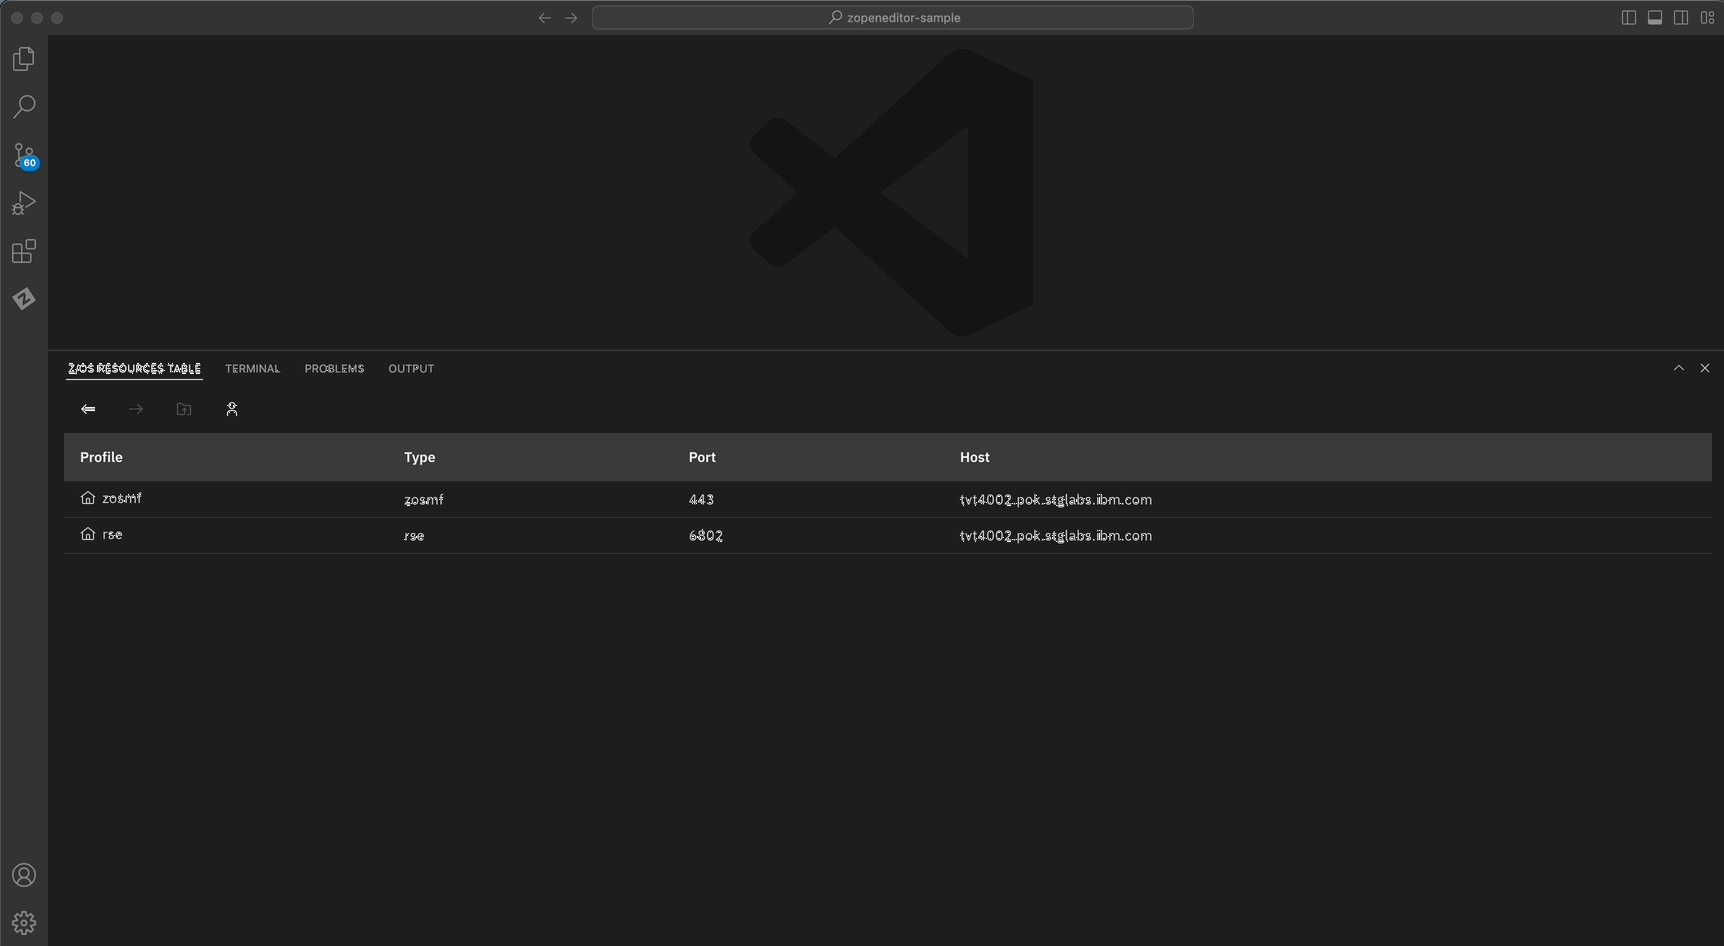 zopeneditor-sample
60
Z/OS RESOURCES TABLE TERMINAL PROBLEMS OUTPUT
Profile Type Port Host
zosmf zosmf 443 tvt4002.pok.stglabs.ibm.com
rse rse 6802 tvt4002.pok.stglabs.ibm.com